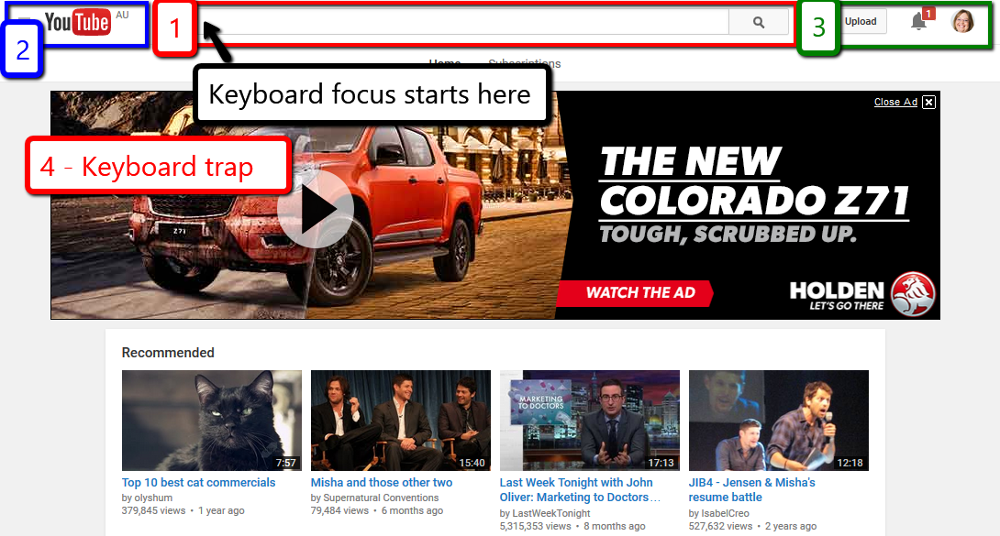 YouTube AU
1
2
3
Upload
1
Home Subscriptions
Keyboard focus starts here
Close Ad X
4 - Keyboard trap
THE NEW
COLORADO Z71
TOUGH, SCRUBBED UP.
Z71
WATCH THE AD
HOLDEN
LET'S GO THERE
Recommended
MARKETING
TO DOCTORS
7:57
15:40
17:13
12:18
Top 10 best cat commercials
by olyshum
379,845 views • 1 year ago
Misha and those other two
by Supernatural Conventions
79,484 views • 6 months ago
Last Week Tonight with John
Oliver: Marketing to Doctors...
by LastWeekTonight
5,315,353 views • 8 months ago
JIB4 - Jensen & Misha's
resume battle
by IsabelCreo
527,632 views • 2 years ago